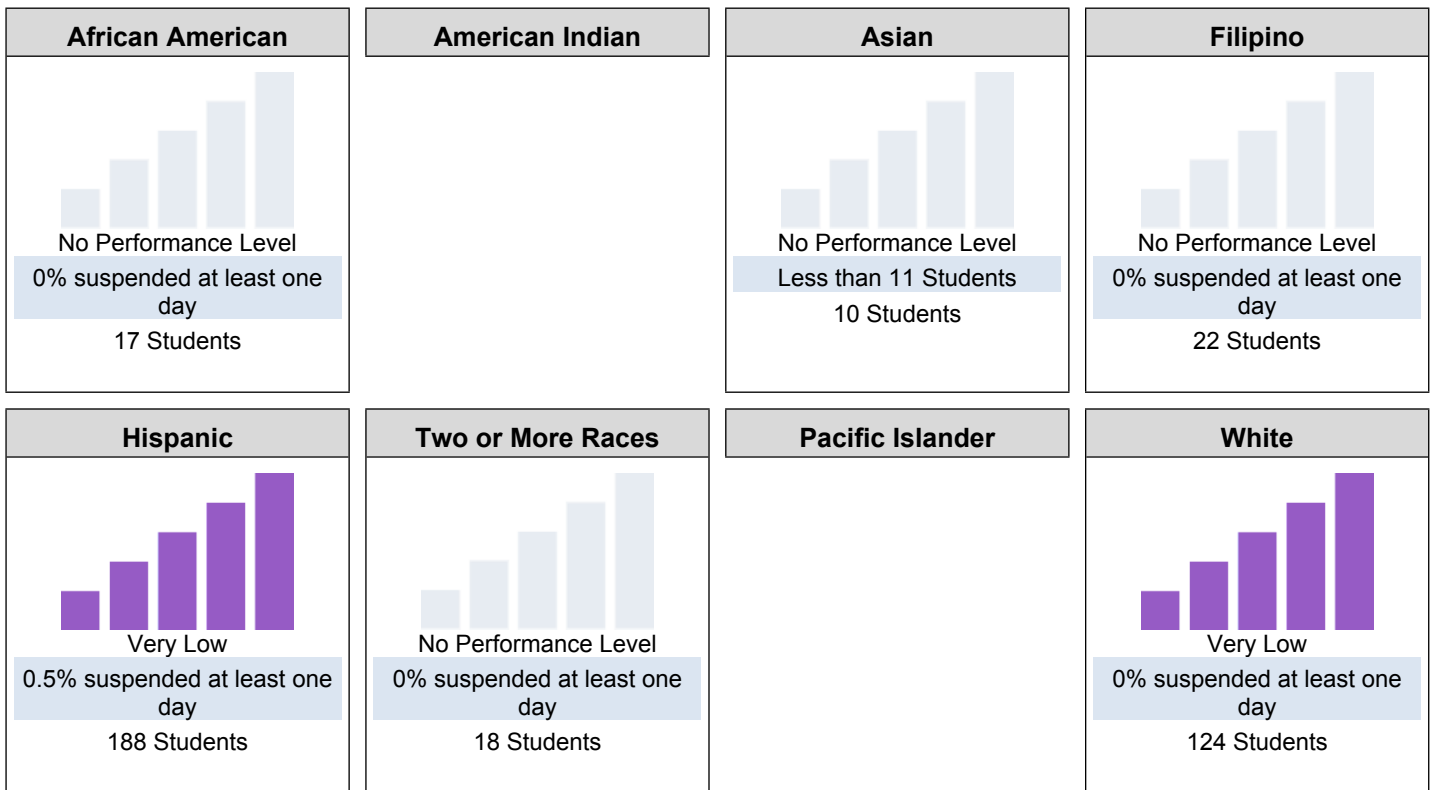 African American
American Indian
Asian
Filipino
No Performance Level
0% suspended at least one
day
17 Students
No Performance Level
Less than 11 Students
10 Students
No Performance Level
0% suspended at least one
day
22 Students
Hispanic
Two or More Races
Pacific Islander
White
Very Low
0.5% suspended at least one
day
188 Students
No Performance Level
0% suspended at least one
day
18 Students
Very Low
0% suspended at least one
day
124 Students